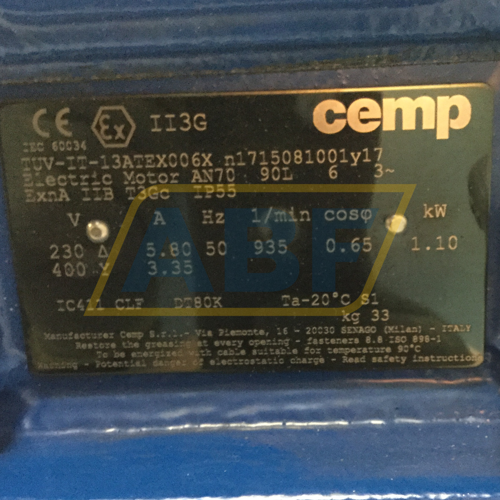 CE Ex II3G cemp
IEC 60034
TUV-IT-13ATEX006X n1715081001y17
Electric Motor AN70 90L 6 3~
ExnA IIB T3Gc IP55
V A Hz 1/min cosφ kW
230 Δ 5.80 50 935 0.65 1.10
400 Y 3.35
ABF
IC411 CLF DT80K Ta-20°C S1
kg 33
Manufacturer Cemp S.r.l.- Via Piemonte, 16 - 20030 SENAGO (Milan) - ITALY
Restore the greasing at every opening - fasteners 8.8 ISO 898-1
To be energized with cable suitable for temperature 90°C
Warning - Potential danger of electrostatic charge - Read safety instructions